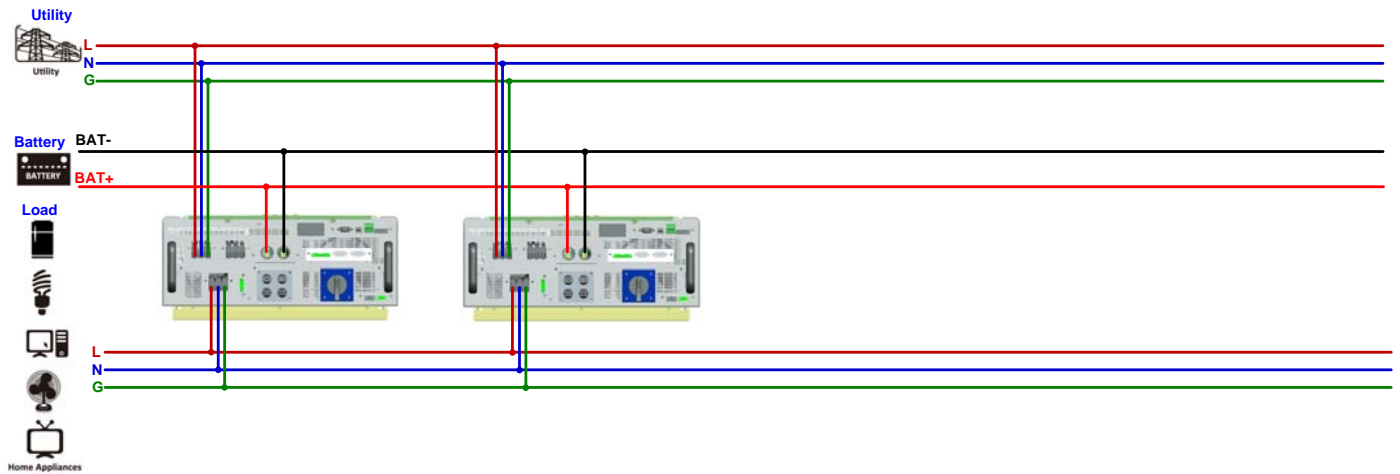 Utility
L
N
Utility
G
Battery BAT-
BATTERY
BAT+
Load
L
N
G
Home Appliances